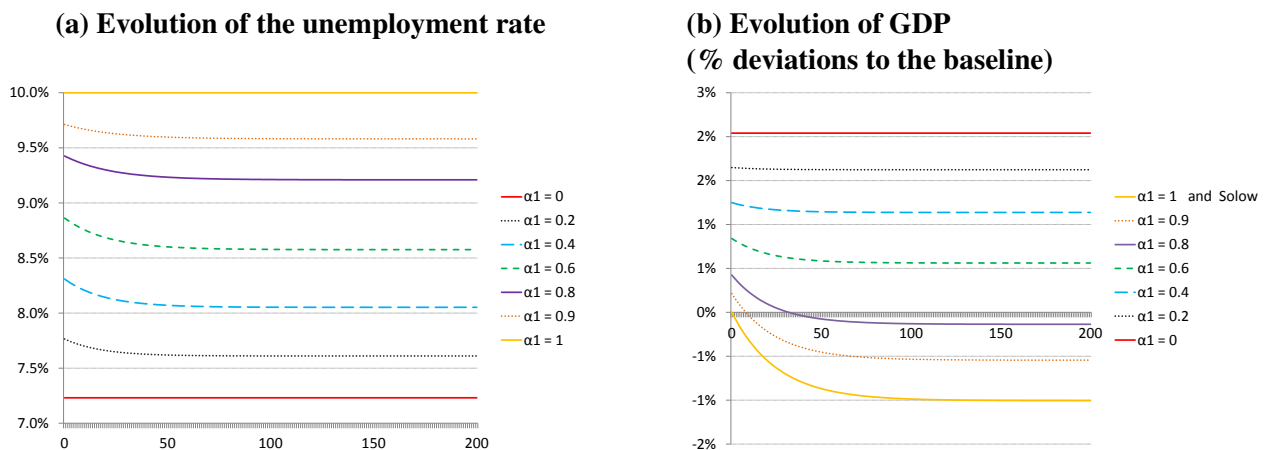 (a) Evolution of the unemployment rate
10.0%
9.5%
9.0%
8.5%
8.0%
7.5%
7.0%
0
50
100
150
200
α1 = 0
α1 = 0.2
α1 = 0.4
α1 = 0.6
α1 = 0.8
α1 = 0.9
α1 = 1
(b) Evolution of GDP
(% deviations to the baseline)
3%
2%
2%
1%
1%
0%
-1%
-1%
-2%
0
50
100
150
200
α1 = 1 and Solow
α1 = 0.9
α1 = 0.8
α1 = 0.6
α1 = 0.4
α1 = 0.2
α1 = 0